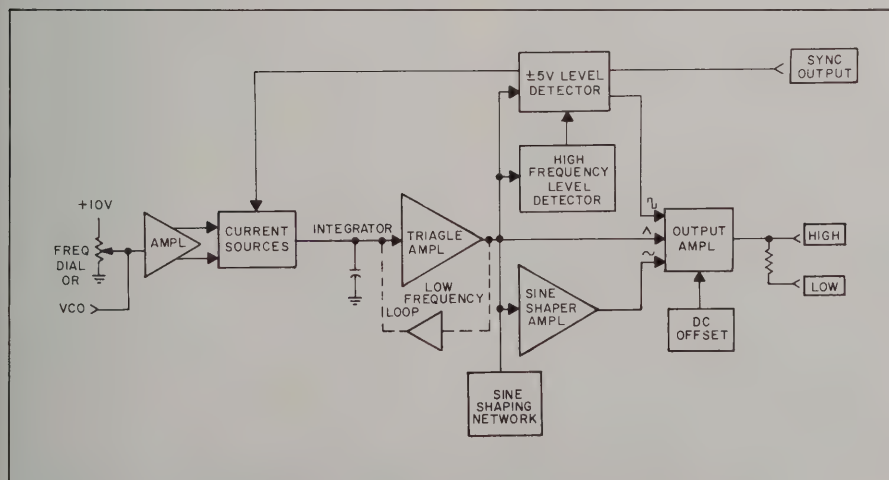 ±5V LEVEL
DETECTOR
SYNC
OUTPUT
HIGH
FREQUENCY
LEVEL
DETECTOR
+10V
FREQ
DIAL
OR
VCO
AMPL
CURRENT
SOURCES
INTEGRATOR
TRIAGLE
AMPL
LOW
FREQUENCY
LOOP
OUTPUT
AMPL
HIGH
LOW
SINE
SHAPER
AMPL
DC
OFFSET
SINE
SHAPING
NETWORK